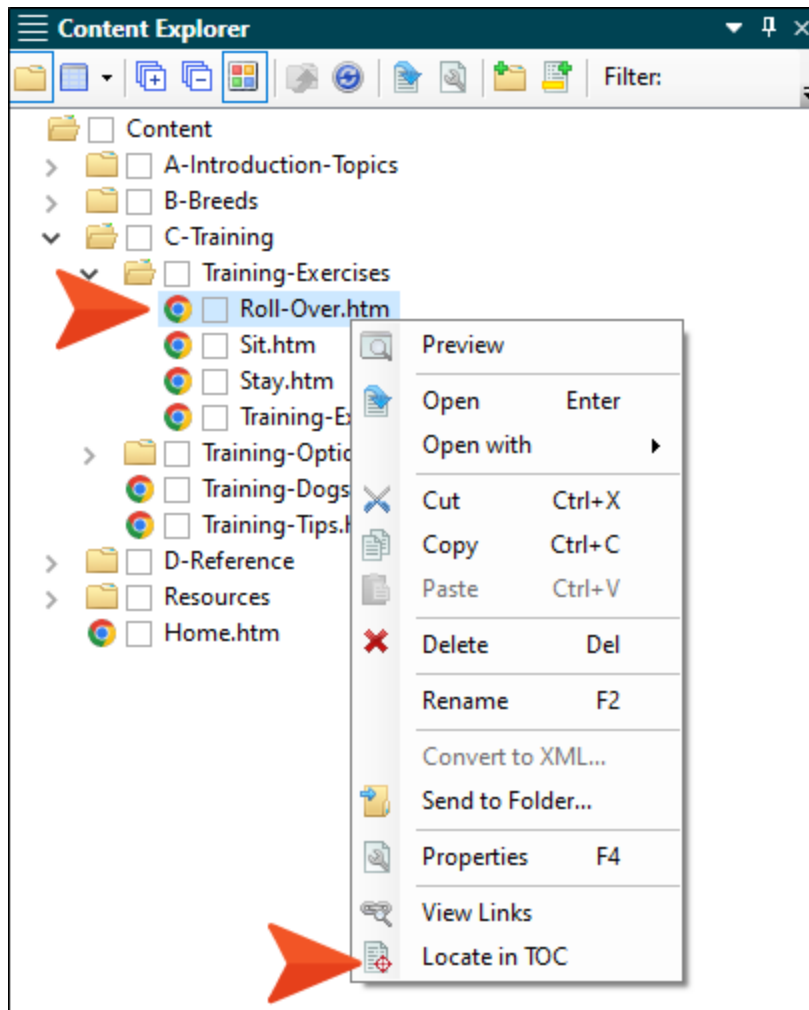 Content Explorer
Filter:
Content
A-Introduction-Topics
B-Breeds
C-Training
Training-Exercises
Roll-Over.htm
Sit.htm
Stay.htm
Training-Ex
Training-Optio
Training-Dogs
Training-Tips.h
D-Reference
Resources
Home.htm
Preview
Open Enter
Open with
Cut Ctrl+X
Copy Ctrl+C
Paste Ctrl+V
Delete Del
Rename F2
Convert to XML...
Send to Folder...
Properties F4
View Links
Locate in TOC